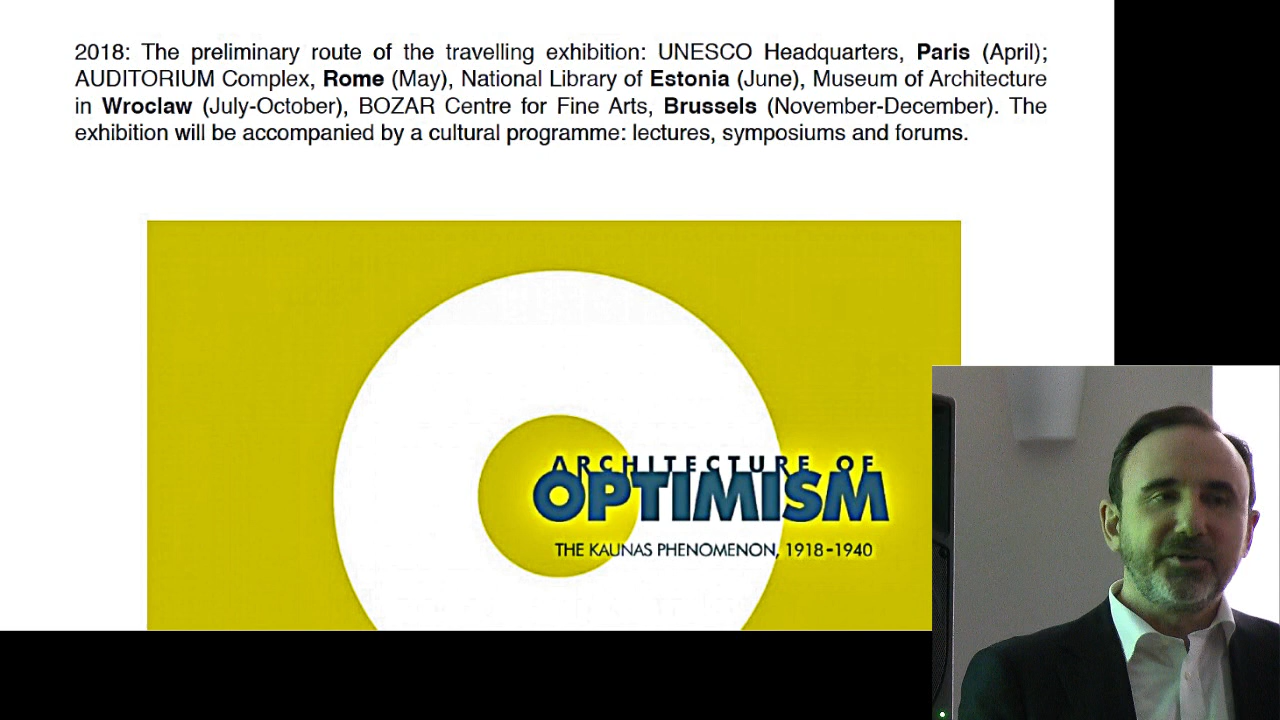 2018: The preliminary route of the travelling exhibition: UNESCO Headquarters, Paris (April);
AUDITORIUM Complex, Rome (May), National Library of Estonia (June), Museum of Architecture
in Wroclaw (July-October), BOZAR Centre for Fine Arts, Brussels (November-December). The
exhibition will be accompanied by a cultural programme: lectures, symposiums and forums.
ARCHITECTURE OF
OPTIMISM
THE KAUNAS PHENOMENON, 1918-1940